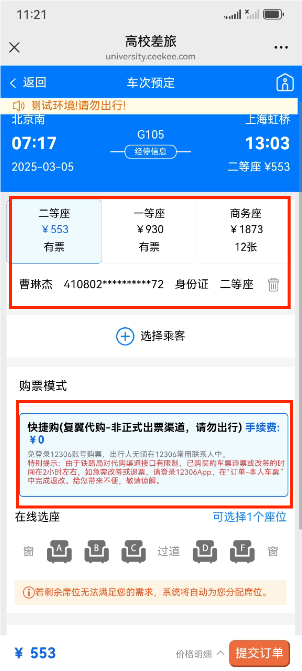 11:21
高校差旅
university.ceekee.com
返回
车次预定
测试环境!请勿出行!
北京南
上海虹桥
07:17
G105
13:03
经停信息
2025-03-05
二等座 ¥553
二等座
一等座
商务座
¥553
¥930
¥1873
有票
有票
12张
曹琳杰 410802**********72 身份证 二等座
选择乘客
购票模式
快捷购(复翼代购-非正式出票渠道，请勿出行) 手续费:
¥0
免登录12306账号购票，出行人无须在12306常用联系人中。
特别提示：由于铁路局对代购渠道接口有限制，已购买的车票退票或改签的时
间在2小时左右，如急需改签或退票，请登录12306App，在"订单-本人车票"
中完成退改。给您带来不便，敬请谅解。
在线选座
可选择1个座位
窗 A B C 过道 D F 窗
若剩余席位无法满足您的需求，系统将自动为您分配席位。
¥ 553
价格明细
提交订单